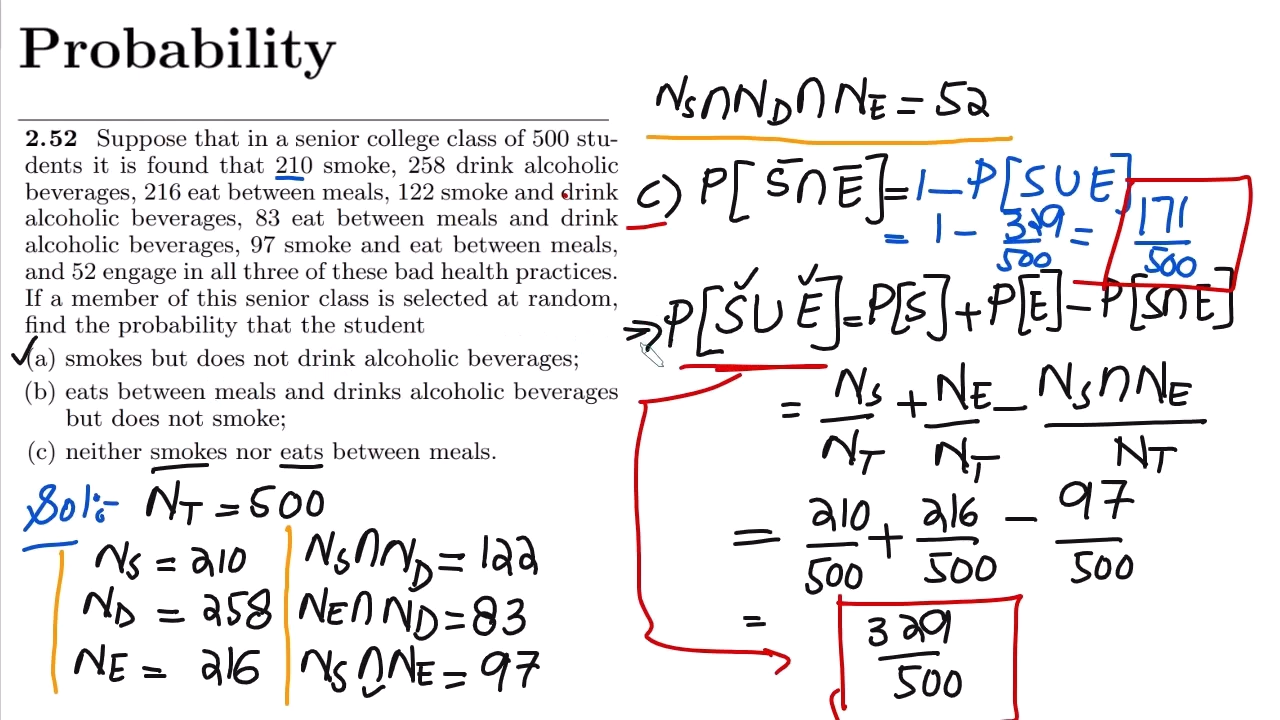 Probability
2.52 Suppose that in a senior college class of 500 stu-
dents it is found that 210 smoke, 258 drink alcoholic
beverages, 216 eat between meals, 122 smoke and drink
alcoholic beverages, 83 eat between meals and drink
alcoholic beverages, 97 smoke and eat between meals,
and 52 engage in all three of these bad health practices.
If a member of this senior class is selected at random,
find the probability that the student
(a) smokes but does not drink alcoholic beverages;
(b) eats between meals and drinks alcoholic beverages
but does not smoke;
(c) neither smokes nor eats between meals.
Sol:- N_T = 500
N_S = 210
N_D = 258
N_E = 216
N_S ∩ N_D = 122
N_E ∩ N_D = 83
N_S ∩ N_E = 97
N_S ∩ N_D ∩ N_E = 52
c) P[S̅ ∩ E̅] = 1 - P[S ∪ E]
= 1 - 329/500 = 171/500
⇒ P[S ∪ E] = P[S] + P[E] - P[S ∩ E]
= N_S/N_T + N_E/N_T - N_S ∩ N_E/N_T
= 210/500 + 216/500 - 97/500
= 329/500